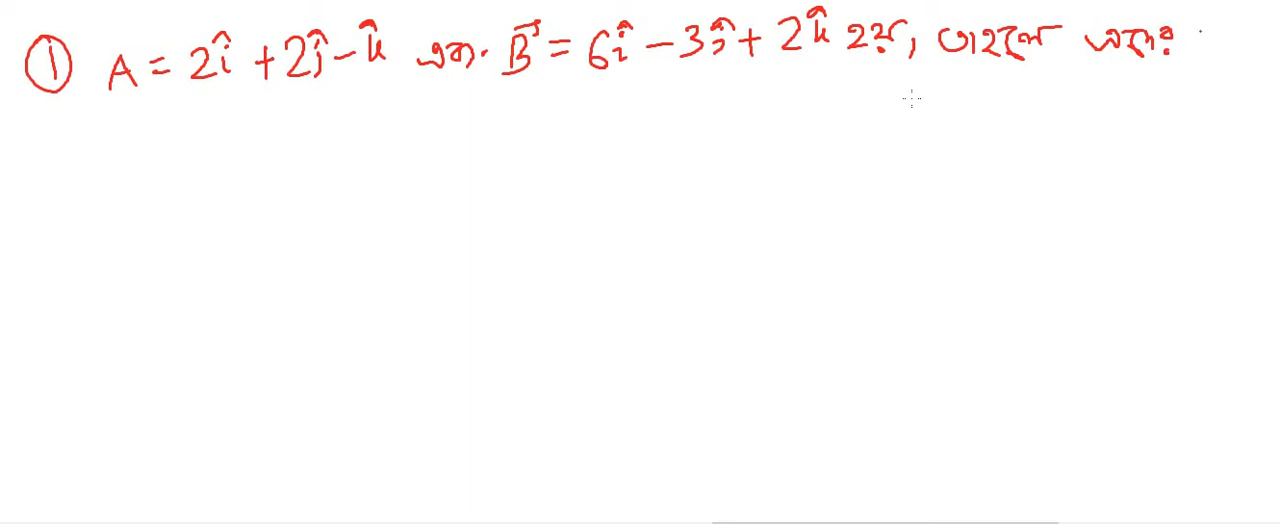 ① A = 2î + 2ĵ - k̂ এবং B⃗ = 6î - 3ĵ + 2k̂ হয়, তাহলে